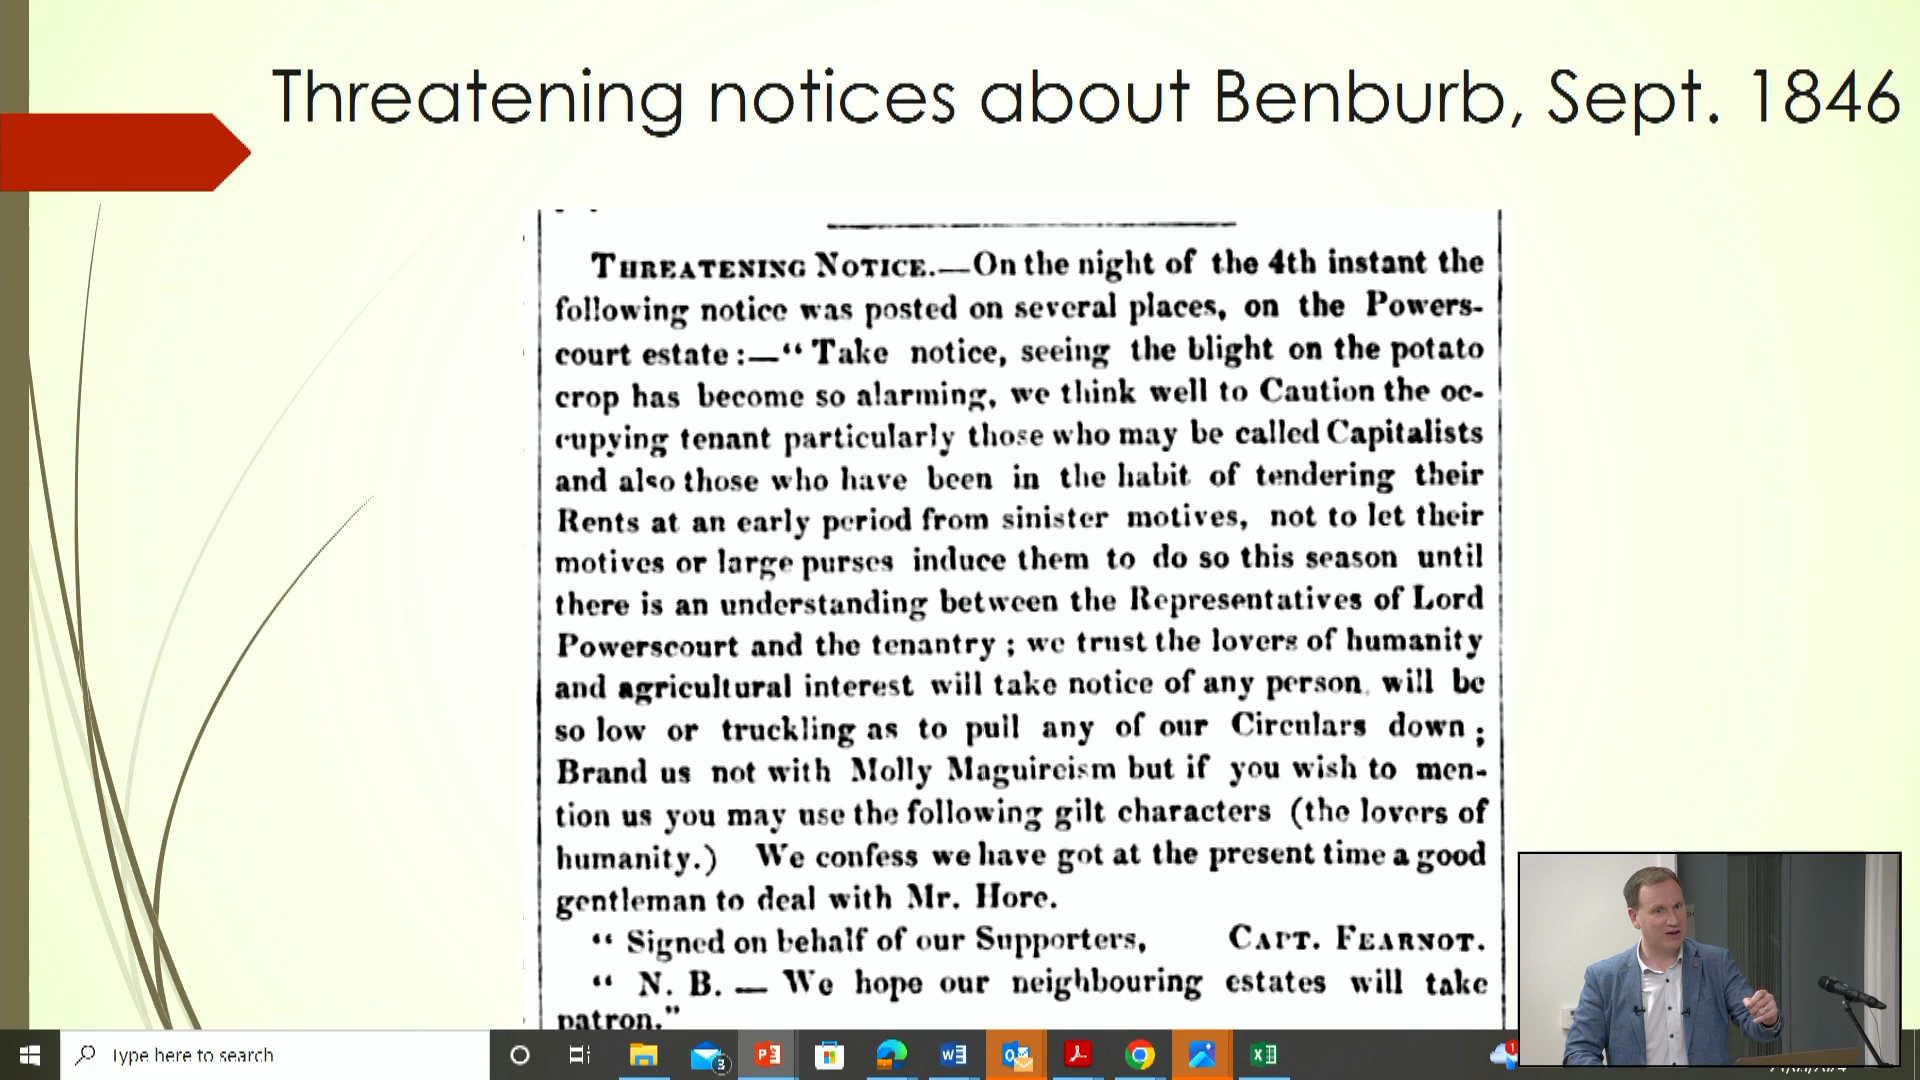 Threatening notices about Benburb, Sept. 1846
THREATENING NOTICE.—On the night of the 4th instant the
following notice was posted on several places, on the Powers-
court estate :—“ Take notice, seeing the blight on the potato
crop has become so alarming, we think well to Caution the oc-
cupying tenant particularly those who may be called Capitalists
and also those who have been in the habit of tendering their
Rents at an early period from sinister motives, not to let their
motives or large purses induce them to do so this season until
there is an understanding between the Representatives of Lord
Powerscourt and the tenantry ; we trust the lovers of humanity
and agricultural interest will take notice of any person will be
so low or truckling as to pull any of our Circulars down ;
Brand us not with Molly Maguireism but if you wish to men-
tion us you may use the following gilt characters (the lovers of
humanity.) We confess we have got at the present time a good
gentleman to deal with Mr. Hore.
“ Signed on behalf of our Supporters, CAPT. FEARNOT.
“ N. B. — We hope our neighbouring estates will take
patron.”
Type here to search
3
1